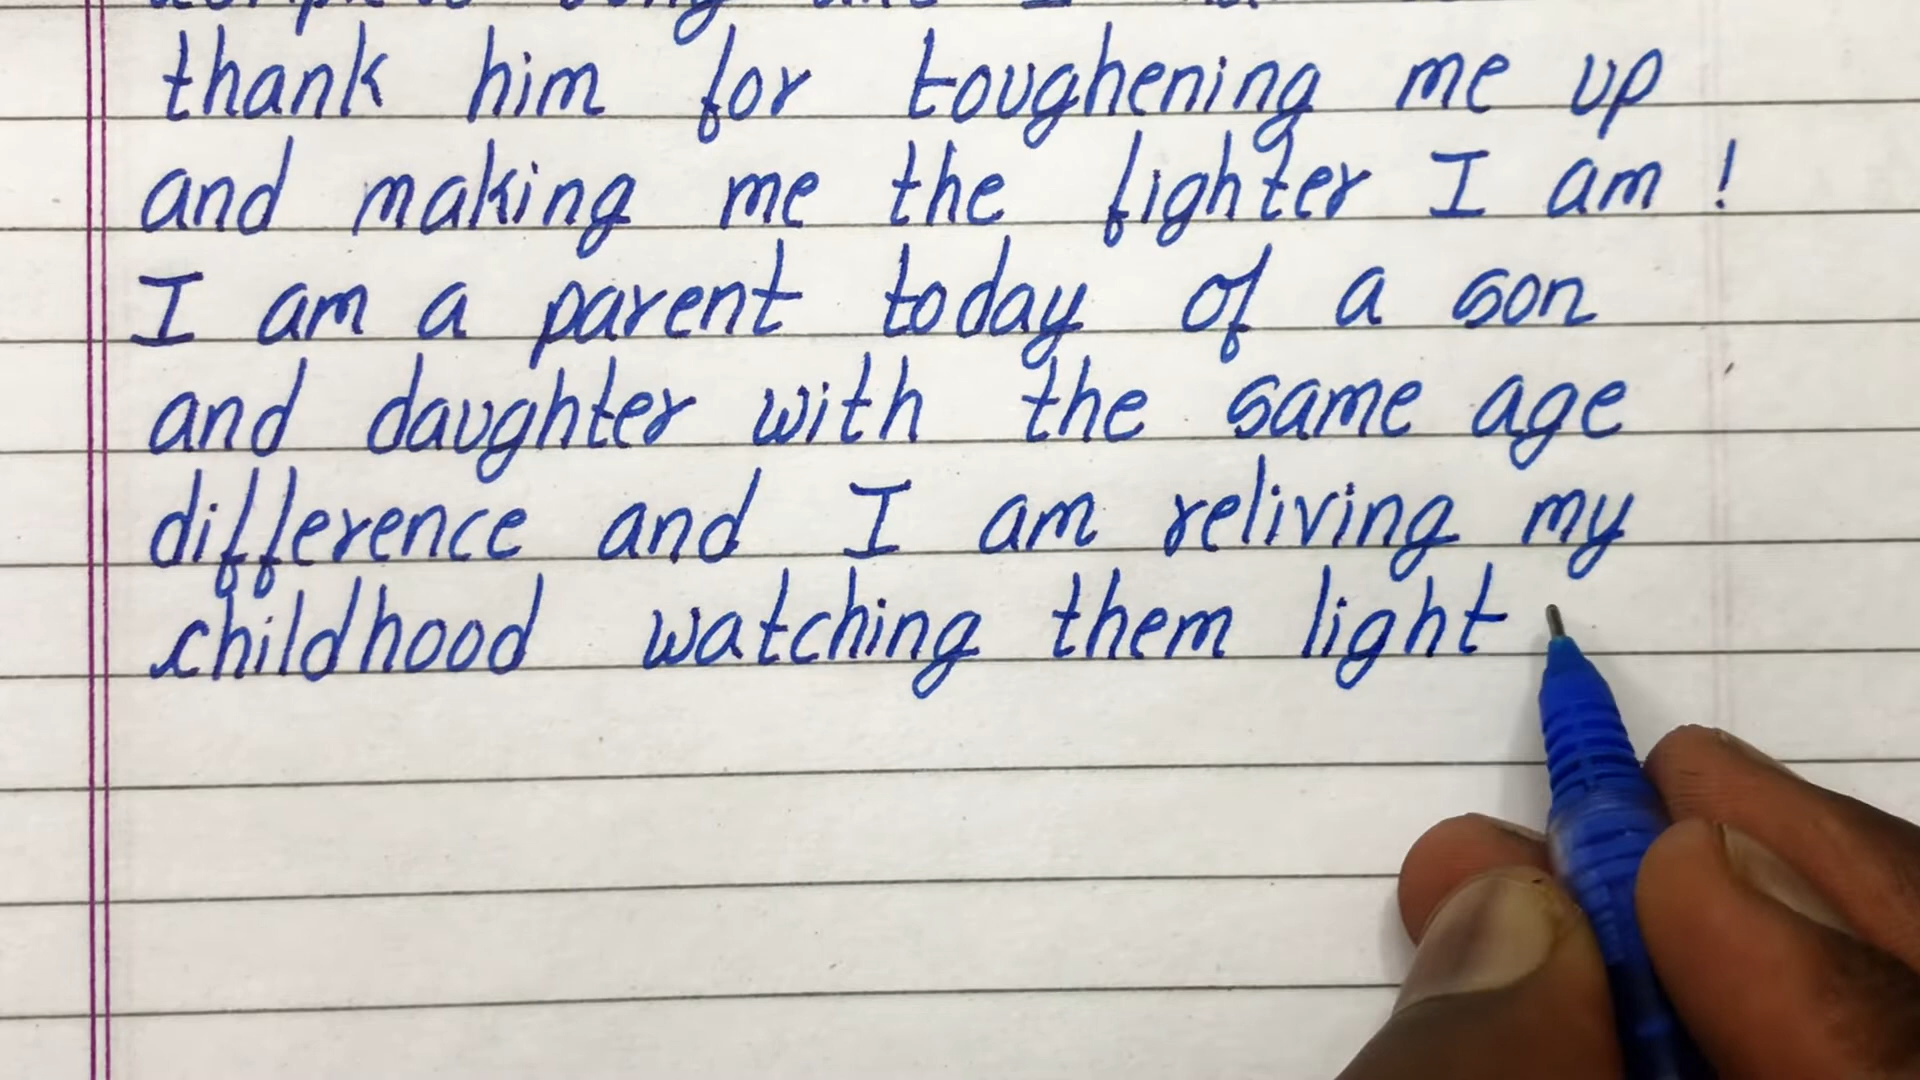 thank him for toughening me up
and making me the fighter I am !
I am a parent today of a son
and daughter with the same age
difference and I am reliving my
childhood watching them light